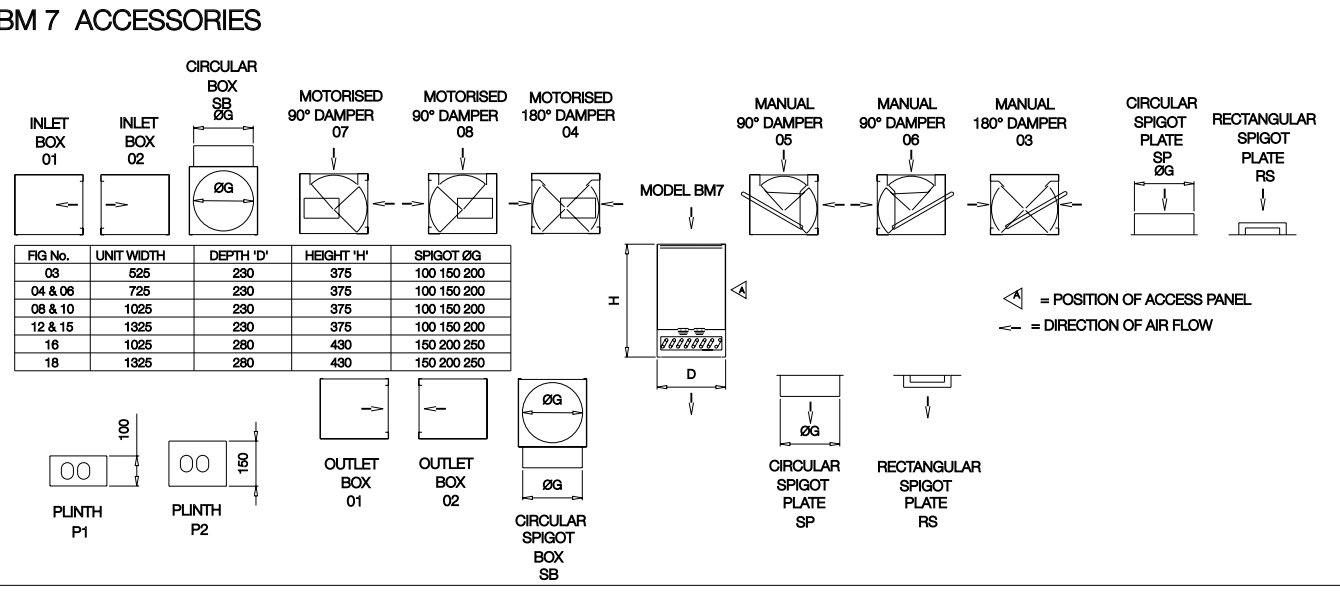 BM 7 ACCESSORIES
INLET
BOX
01
INLET
BOX
02
CIRCULAR
BOX
SB
ØG
ØG
MOTORISED
90° DAMPER
07
MOTORISED
90° DAMPER
08
MOTORISED
180° DAMPER
04
MODEL BM7
MANUAL
90° DAMPER
05
MANUAL
90° DAMPER
06
MANUAL
180° DAMPER
03
CIRCULAR
SPIGOT
PLATE
SP
ØG
RECTANGULAR
SPIGOT
PLATE
RS
FIG No. UNIT WIDTH DEPTH 'D' HEIGHT 'H' SPIGOT ØG
03 525 230 375 100 150 200
04 & 06 725 230 375 100 150 200
08 & 10 1025 230 375 100 150 200
12 & 15 1325 230 375 100 150 200
16 1025 280 430 150 200 250
18 1325 280 430 150 200 250
H
A
D
A = POSITION OF ACCESS PANEL
= DIRECTION OF AIR FLOW
100
PLINTH
P1
150
PLINTH
P2
OUTLET
BOX
01
OUTLET
BOX
02
ØG
ØG
CIRCULAR
SPIGOT
BOX
SB
ØG
CIRCULAR
SPIGOT
PLATE
SP
RECTANGULAR
SPIGOT
PLATE
RS